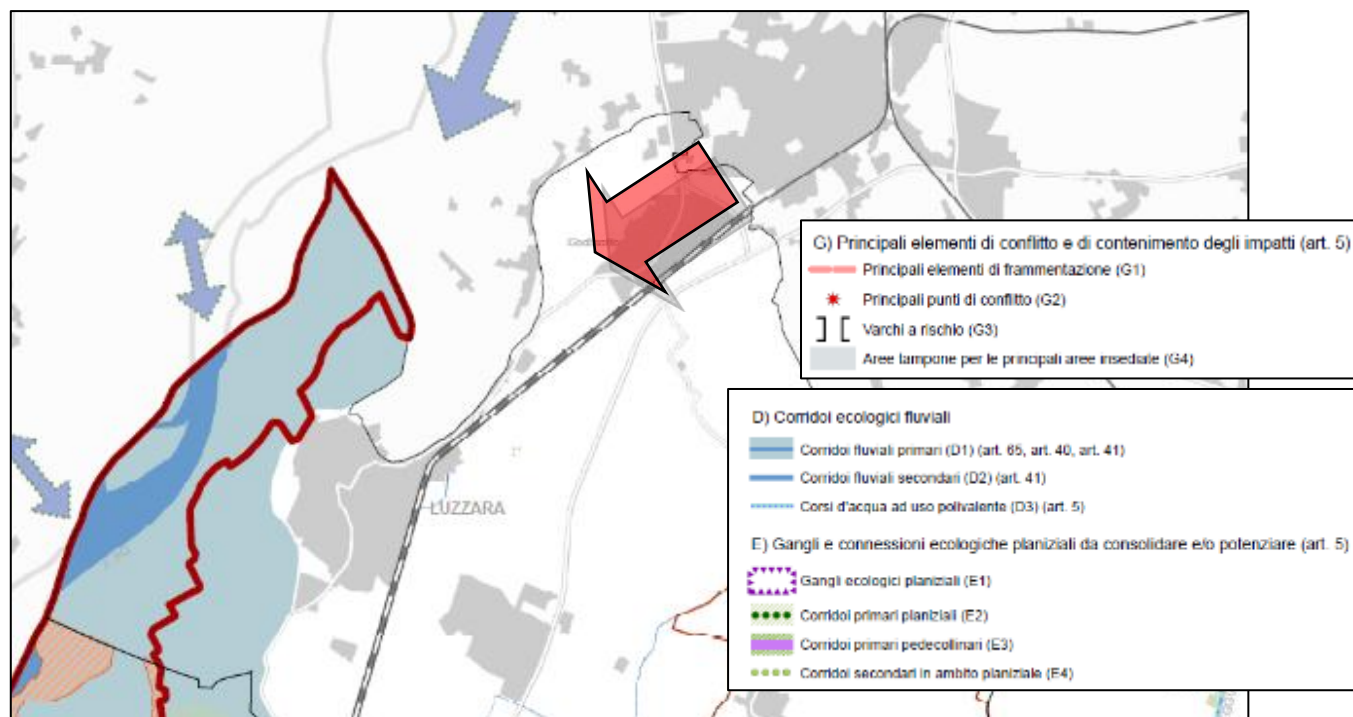 G) Principali elementi di conflitto e di contenimento degli impatti (art. 5)
Principali elementi di frammentazione (G1)
Principali punti di conflitto (G2)
Varchi a rischio (G3)
Aree tampone per le principali aree insediate (G4)
D) Corridoi ecologici fluviali
Corridoi fluviali primari (D1) (art. 65, art. 40, art. 41)
Corridoi fluviali secondari (D2) (art. 41)
Corsi d'acqua ad uso polivalente (D3) (art. 5)
LUZZARA
E) Gangli e connessioni ecologiche planiziali da consolidare e/o potenziare (art. 5)
Gangli ecologici planiziali (E1)
Corridoi primari planiziali (E2)
Corridoi primari pedecollinari (E3)
Corridoi secondari in ambito planiziale (E4)